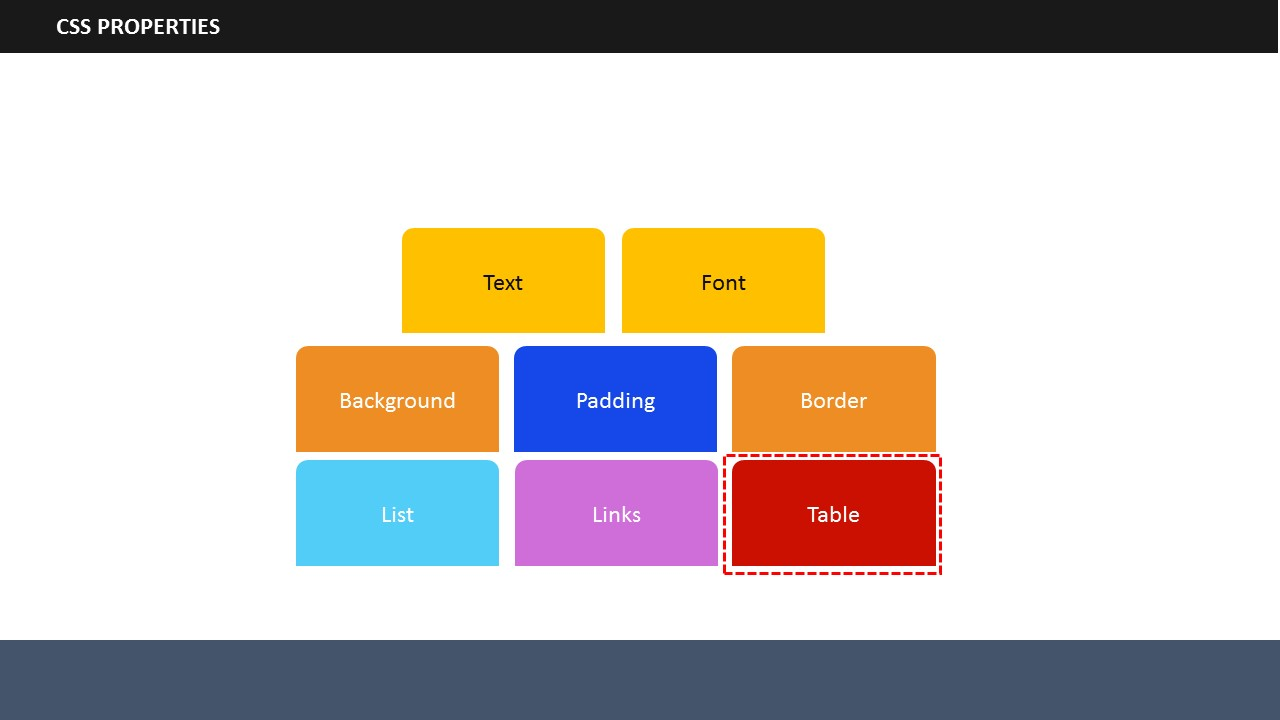 CSS PROPERTIES
Text
Font
Background
Padding
Border
List
Links
Table